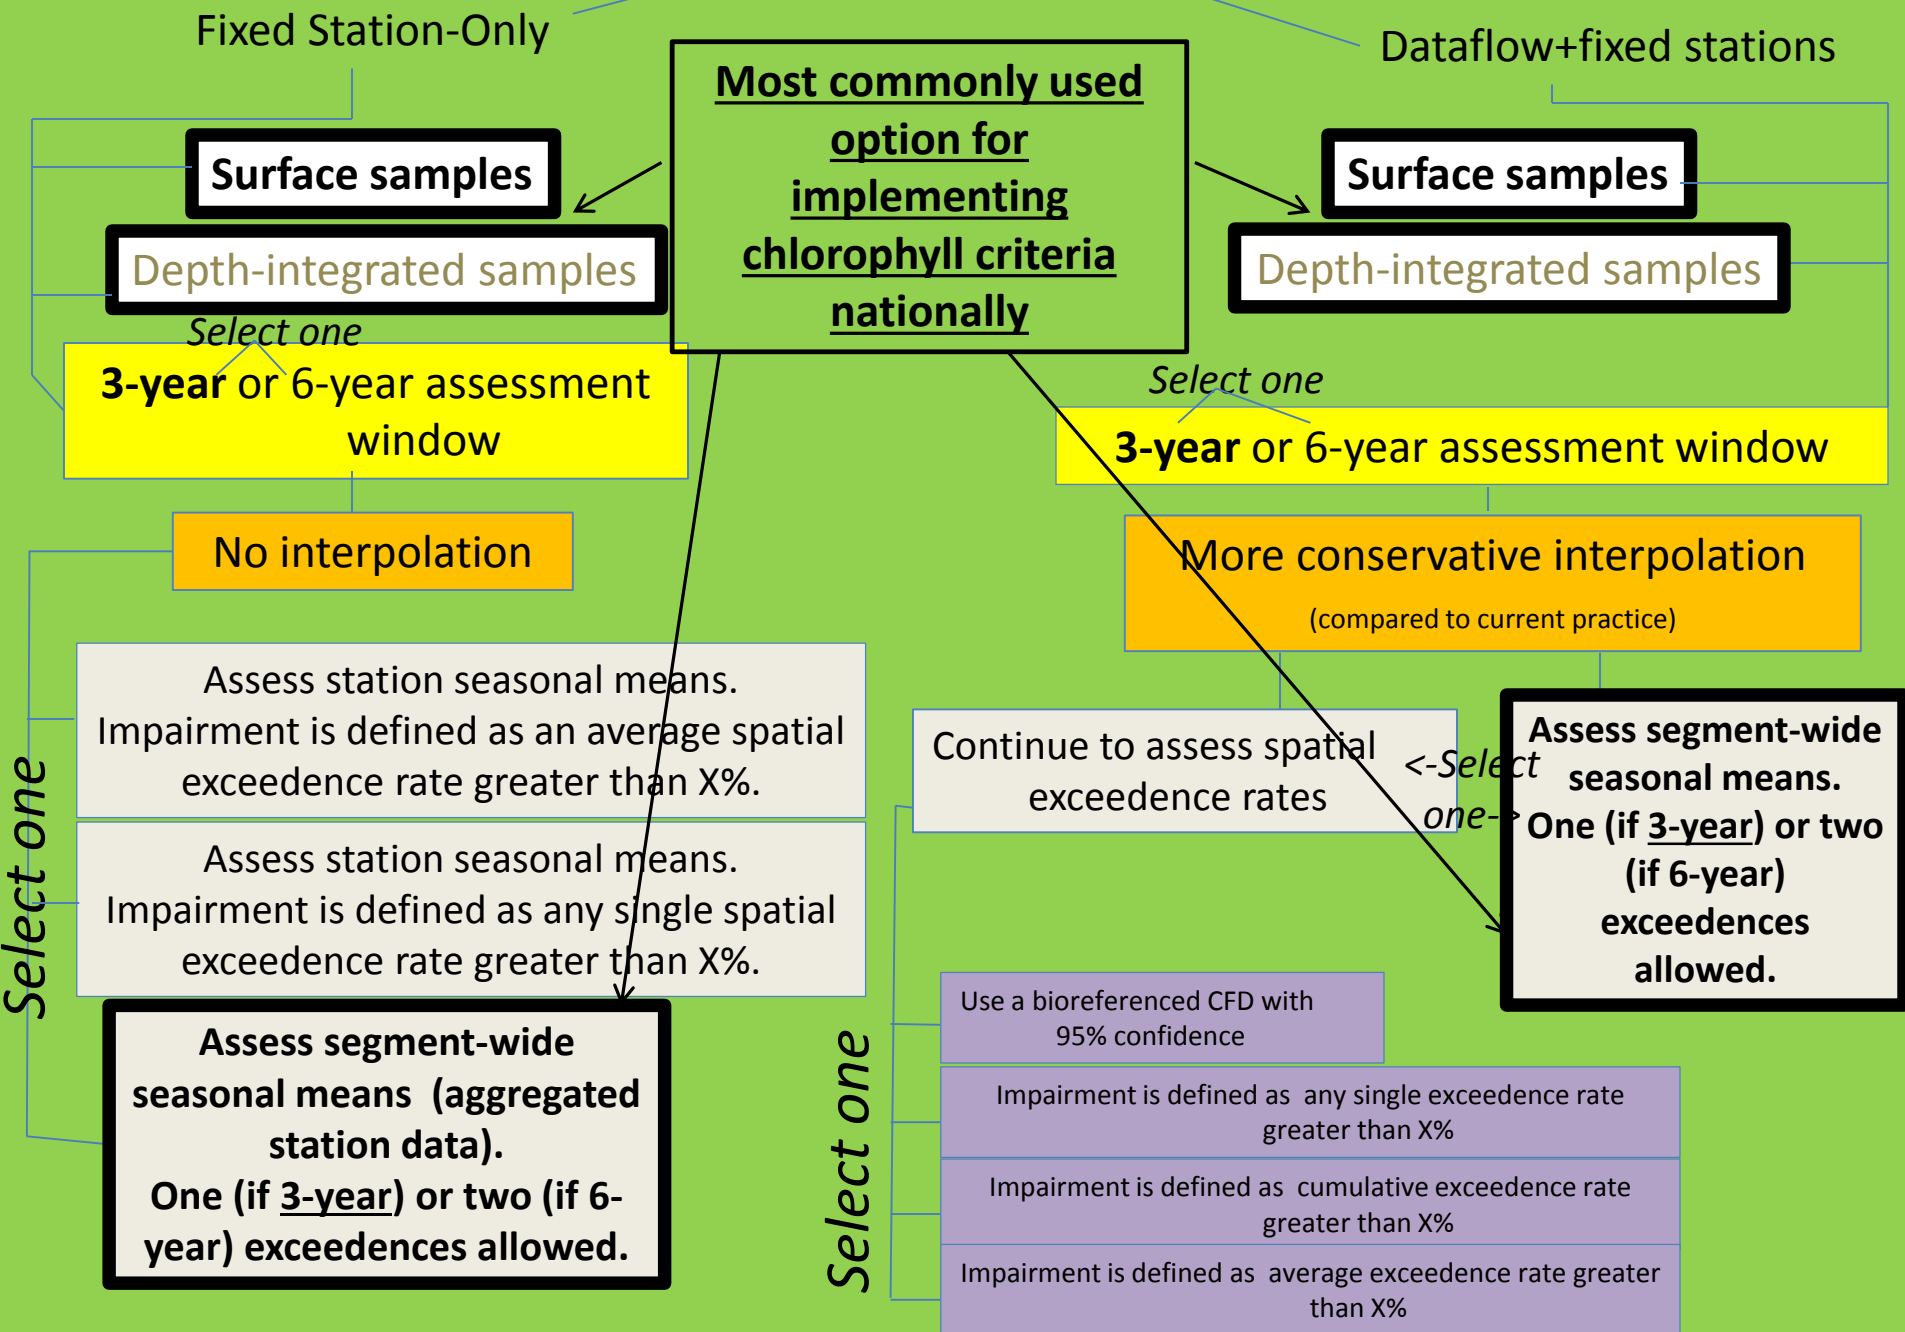 Fixed Station-Only
Dataflow+fixed stations
Most commonly used
option for
implementing
chlorophyll criteria
nationally
Surface samples
Depth-integrated samples
Select one
3-year or 6-year assessment
window
No interpolation
Select one
Assess station seasonal means.
Impairment is defined as an average spatial
exceedence rate greater than X%.
Assess station seasonal means.
Impairment is defined as any single spatial
exceedence rate greater than X%.
Assess segment-wide
seasonal means (aggregated
station data).
One (if 3-year) or two (if 6-
year) exceedences allowed.
Surface samples
Depth-integrated samples
Select one
3-year or 6-year assessment window
More conservative interpolation
(compared to current practice)
Continue to assess spatial
exceedence rates
<-Select
one->
Assess segment-wide
seasonal means.
One (if 3-year) or two
(if 6-year)
exceedences
allowed.
Select one
Use a bioreferenced CFD with
95% confidence
Impairment is defined as any single exceedence rate
greater than X%
Impairment is defined as cumulative exceedence rate
greater than X%
Impairment is defined as average exceedence rate greater
than X%